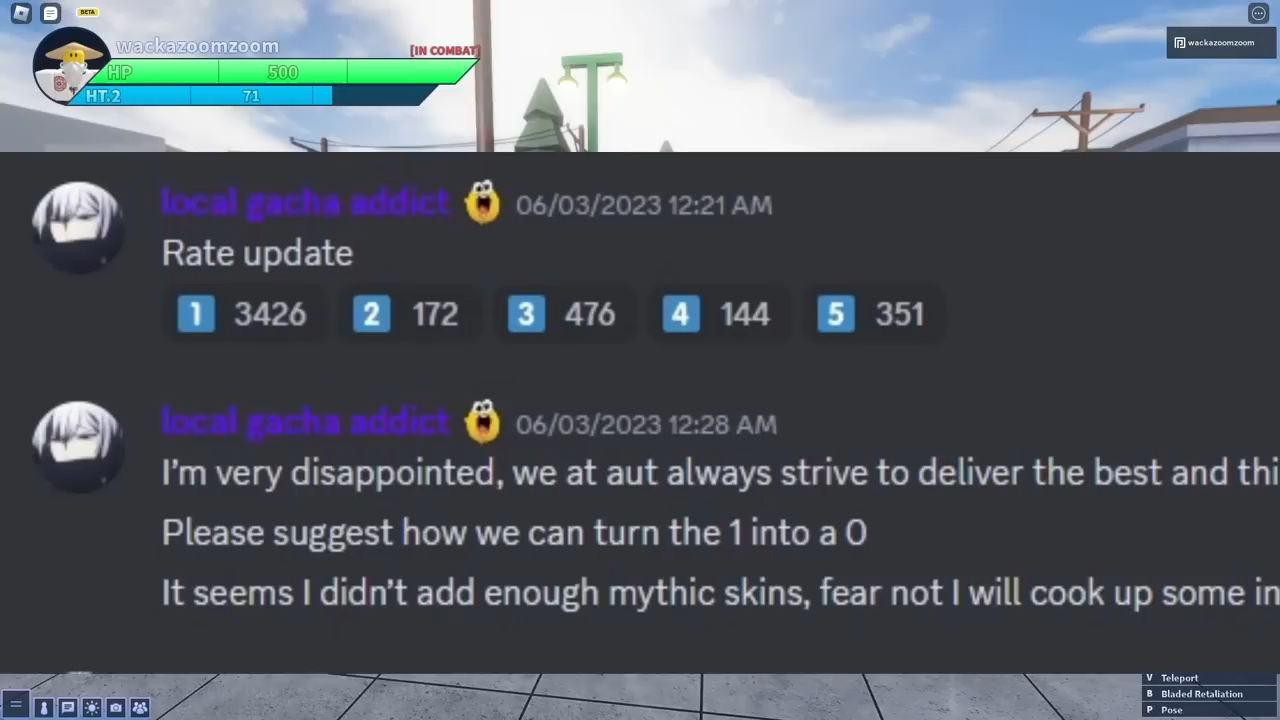 BETA
wackazoomzoom
[IN COMBAT]
HP 500
HT.2 71
wackazoomzoom
local gacha addict 06/03/2023 12:21 AM
Rate update
1 3426 2 172 3 476 4 144 5 351
local gacha addict 06/03/2023 12:28 AM
I'm very disappointed, we at aut always strive to deliver the best and thi
Please suggest how we can turn the 1 into a 0
It seems I didn't add enough mythic skins, fear not I will cook up some in
V Teleport
B Bladed Retaliation
P Pose